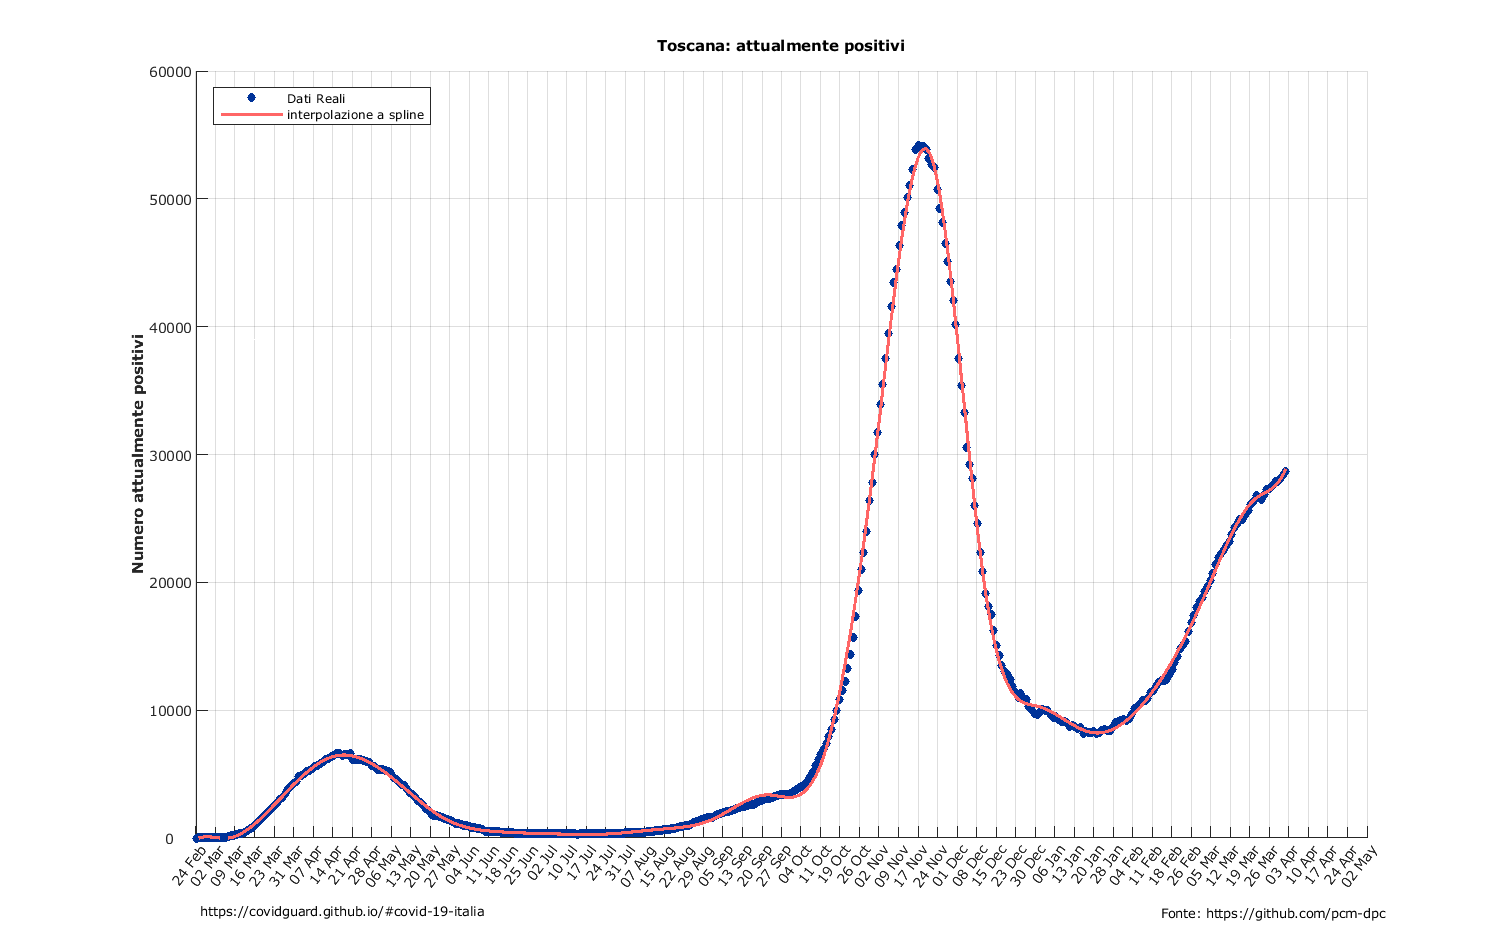 Toscana: attualmente positivi
Dati Reali
interpolazione a spline
Numero attualmente positivi
60000
50000
40000
30000
20000
10000
0
24 Feb
02 Mar
09 Mar
16 Mar
23 Mar
31 Mar
07 Apr
14 Apr
21 Apr
28 Apr
06 May
13 May
20 May
27 May
04 Jun
11 Jun
18 Jun
25 Jun
02 Jul
10 Jul
17 Jul
24 Jul
31 Jul
07 Aug
15 Aug
22 Aug
29 Aug
05 Sep
13 Sep
20 Sep
27 Sep
04 Oct
11 Oct
19 Oct
26 Oct
02 Nov
09 Nov
17 Nov
24 Nov
01 Dec
08 Dec
15 Dec
23 Dec
30 Dec
06 Jan
13 Jan
20 Jan
28 Jan
04 Feb
11 Feb
18 Feb
26 Feb
05 Mar
12 Mar
19 Mar
26 Mar
03 Apr
10 Apr
17 Apr
24 Apr
02 May
https://covidguard.github.io/#covid-19-italia
Fonte: https://github.com/pcm-dpc